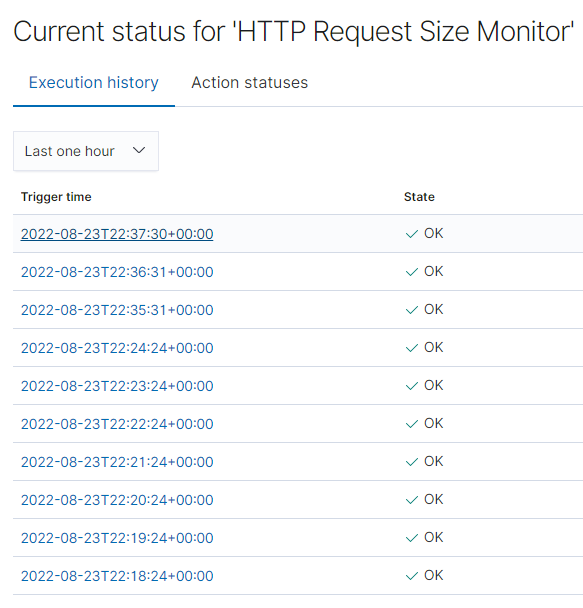 Current status for 'HTTP Request Size Monitor'
Execution history Action statuses
Last one hour
Trigger time State
2022-08-23T22:37:30+00:00 OK
2022-08-23T22:36:31+00:00 OK
2022-08-23T22:35:31+00:00 OK
2022-08-23T22:24:24+00:00 OK
2022-08-23T22:23:24+00:00 OK
2022-08-23T22:22:24+00:00 OK
2022-08-23T22:21:24+00:00 OK
2022-08-23T22:20:24+00:00 OK
2022-08-23T22:19:24+00:00 OK
2022-08-23T22:18:24+00:00 OK